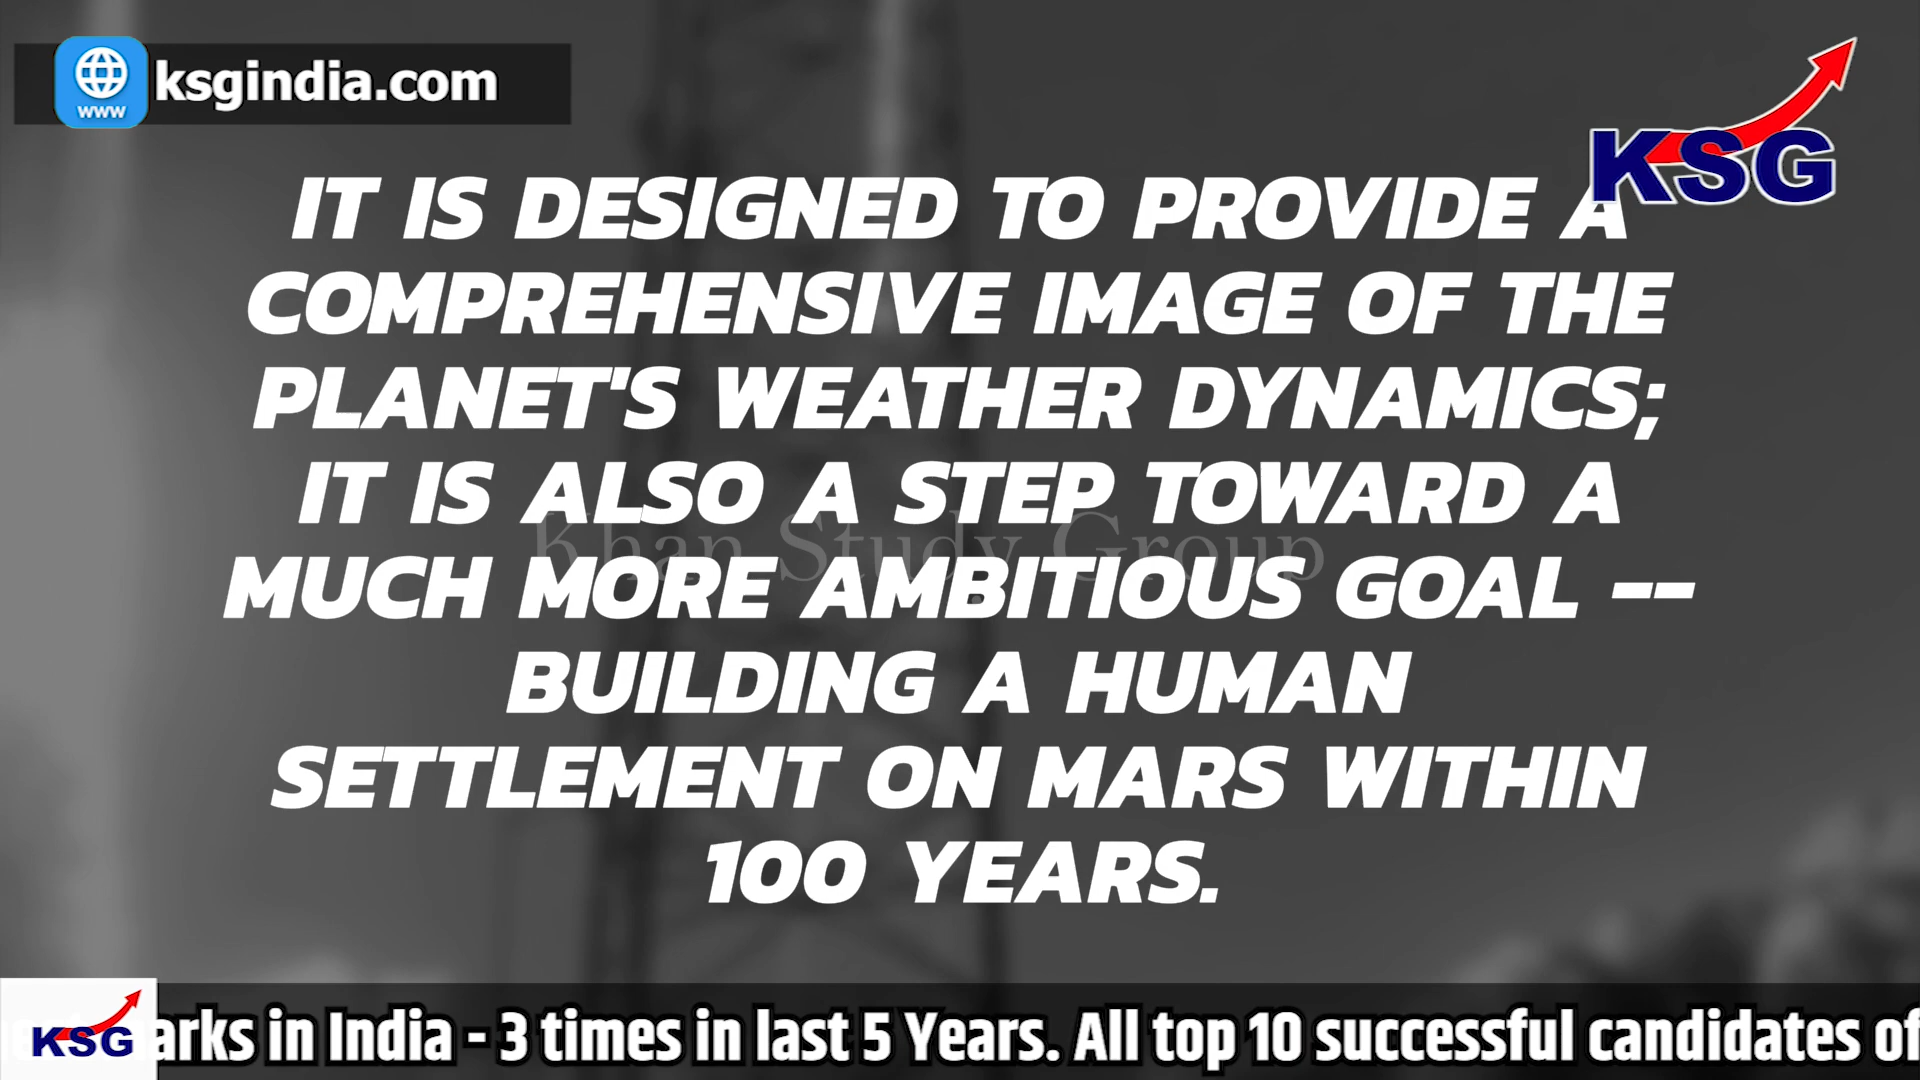 www
ksgindia.com
KSG
IT IS DESIGNED TO PROVIDE A
COMPREHENSIVE IMAGE OF THE
PLANET'S WEATHER DYNAMICS;
IT IS ALSO A STEP TOWARD A
Khan Study Group
MUCH MORE AMBITIOUS GOAL --
BUILDING A HUMAN
SETTLEMENT ON MARS WITHIN
100 YEARS.
KSG
arks in India - 3 times in last 5 Years. All top 10 successful candidates of